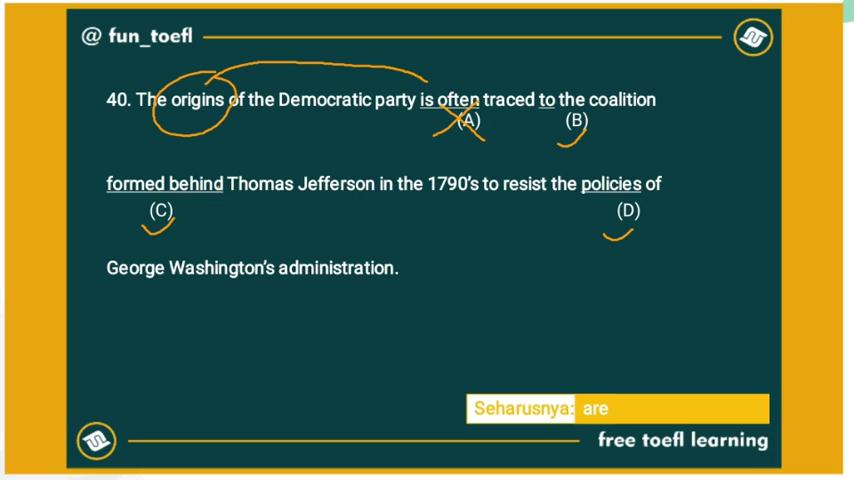 @ fun_toefl
40. The origins of the Democratic party is often traced to the coalition
(A) (B)
formed behind Thomas Jefferson in the 1790's to resist the policies of
(C) (D)
George Washington's administration.
Seharusnya: are
free toefl learning